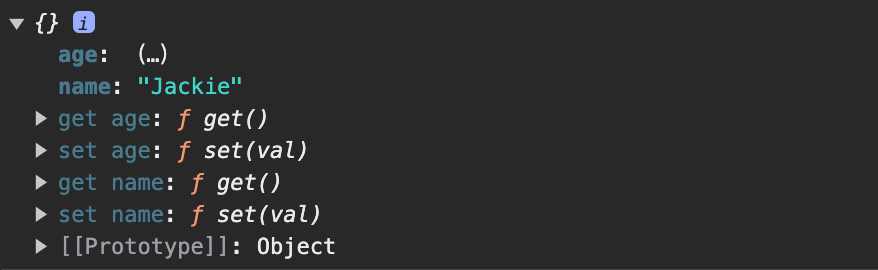 ▼ {} i
age: (…)
name: "Jackie"
▶ get age: ƒ get()
▶ set age: ƒ set(val)
▶ get name: ƒ get()
▶ set name: ƒ set(val)
▶ [[Prototype]]: Object